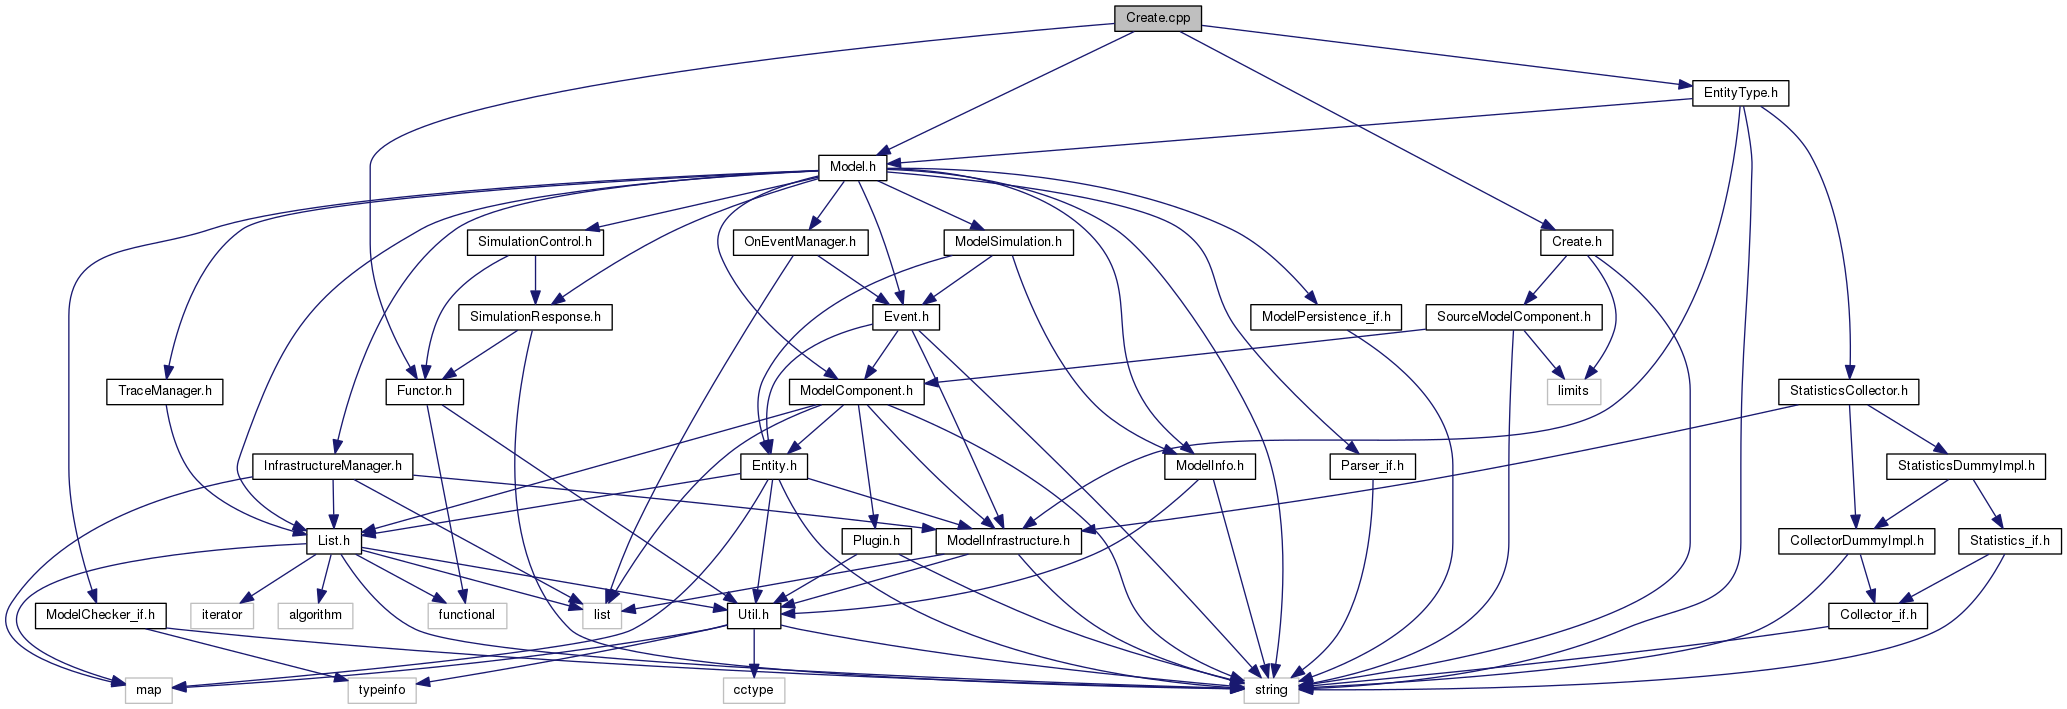 Create.cpp
EntityType.h
Model.h
SimulationControl.h
OnEventManager.h
ModelSimulation.h
Create.h
SimulationResponse.h
Event.h
ModelPersistence_if.h
SourceModelComponent.h
TraceManager.h
Functor.h
ModelComponent.h
limits
StatisticsCollector.h
InfrastructureManager.h
Entity.h
ModelInfo.h
Parser_if.h
StatisticsDummyImpl.h
List.h
Plugin.h
ModelInfrastructure.h
CollectorDummyImpl.h
Statistics_if.h
ModelChecker_if.h
iterator
algorithm
functional
list
Util.h
Collector_if.h
map
typeinfo
cctype
string